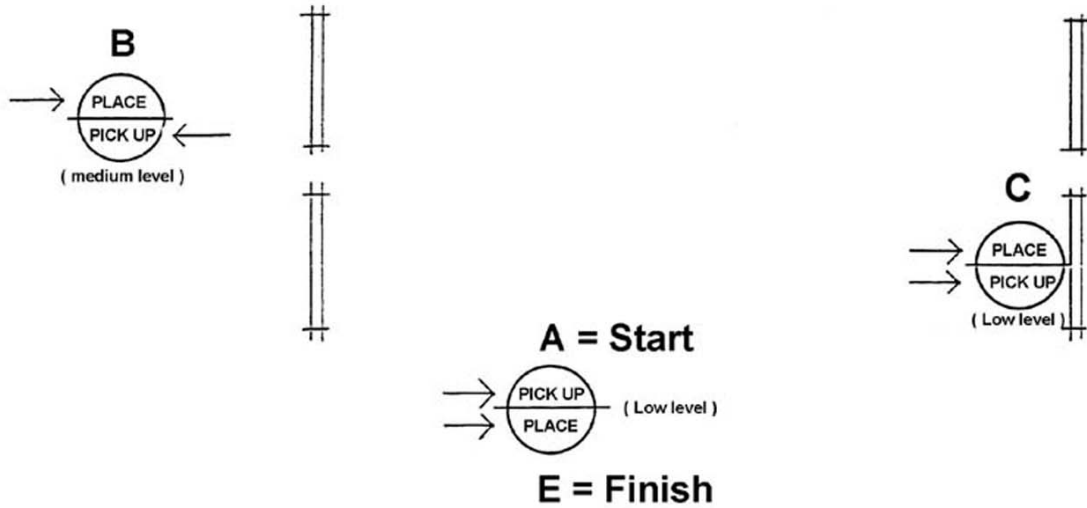 B
PLACE
PICK UP
( medium level )
C
PLACE
PICK UP
( Low level )
A = Start
PICK UP
( Low level )
PLACE
E = Finish